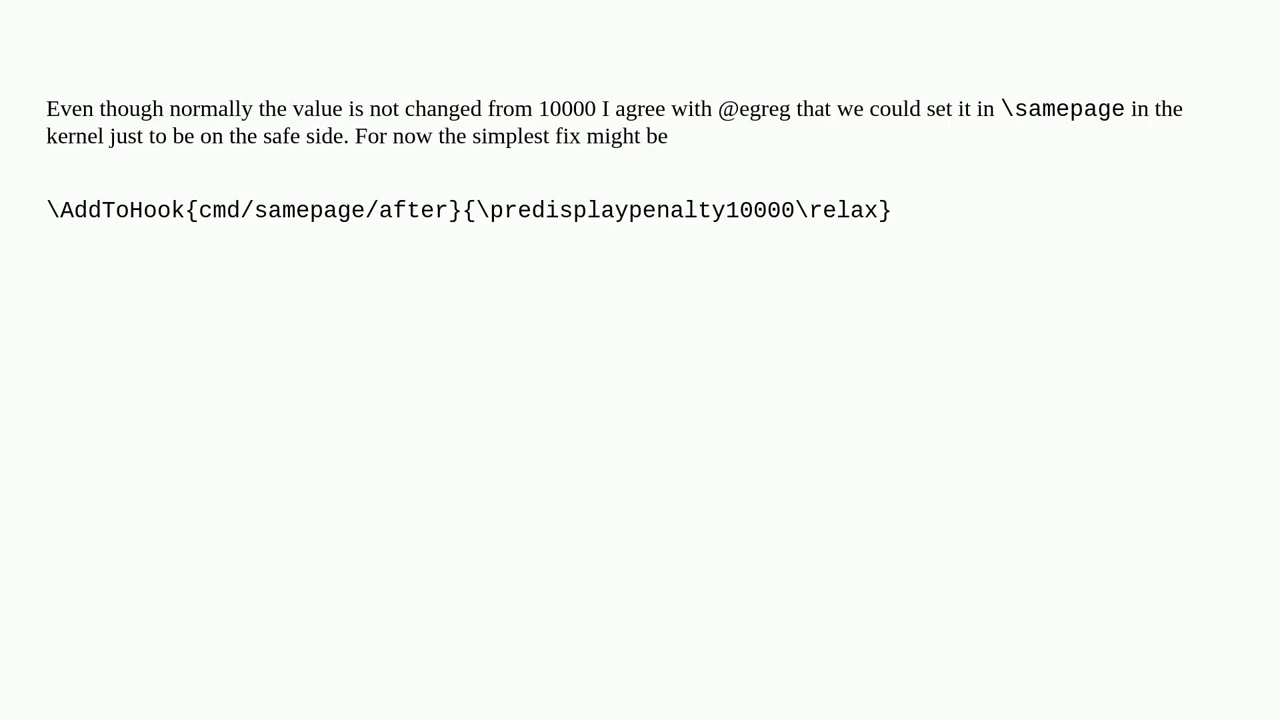 Even though normally the value is not changed from 10000 I agree with @egreg that we could set it in \samepage in the
kernel just to be on the safe side. For now the simplest fix might be
\AddToHook{cmd/samepage/after}{\predisplaypenalty10000\relax}